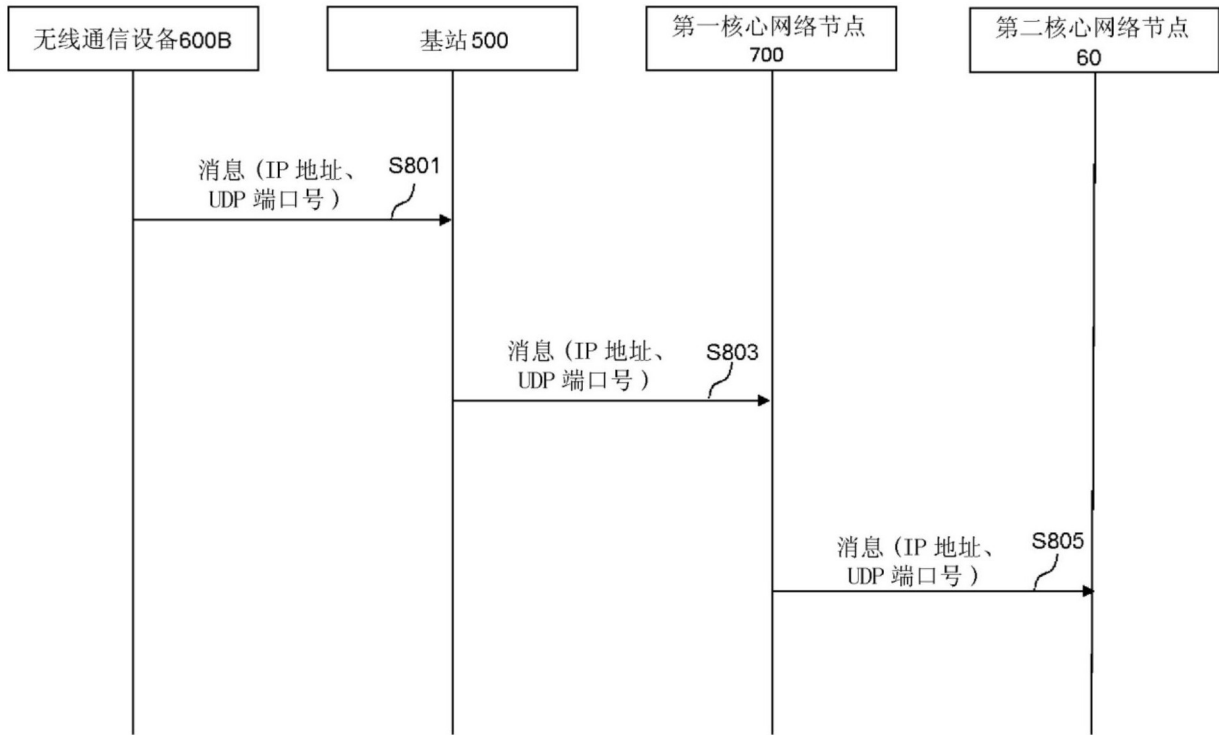 无线通信设备600B
基站500
第一核心网络节点
700
第二核心网络节点
60
消息(IP 地址、
UDP 端口号)
S801
消息(IP 地址、
UDP 端口号)
S803
消息(IP 地址、
UDP 端口号)
S805